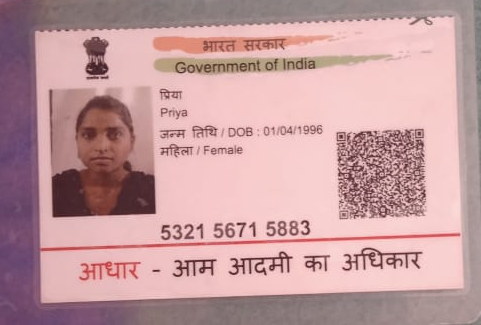 भारत सरकार
Government of India
प्रिया
Priya
जन्म तिथि / DOB : 01/04/1996
महिला / Female
5321 5671 5883
आधार - आम आदमी का अधिकार